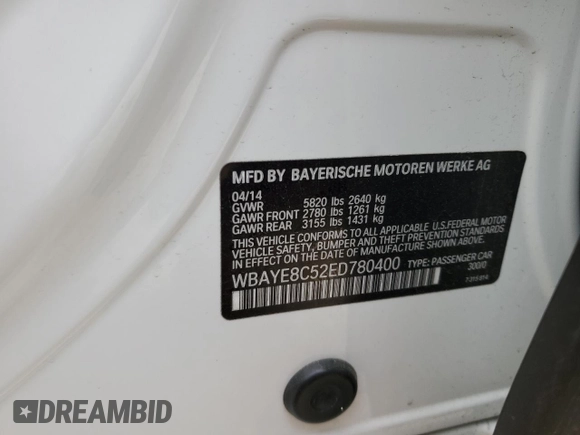 MFD BY BAYERISCHE MOTOREN WERKE AG
04/14
GVWR 5820 lbs 2640 kg
GAWR FRONT 2780 lbs 1261 kg
GAWR REAR 3155 lbs 1431 kg
THIS VEHICLE CONFORMS TO ALL APPLICABLE U.S.FEDERAL MOTOR
VEHICLE SAFETY, BUMPER, AND THEFT PREVENTION STANDARDS
IN EFFECT ON THE DATE OF MANUFACTURE SHOWN ABOVE.
WBAYE8C52ED780400 TYPE: PASSENGER CAR
300/0
DREAMBID